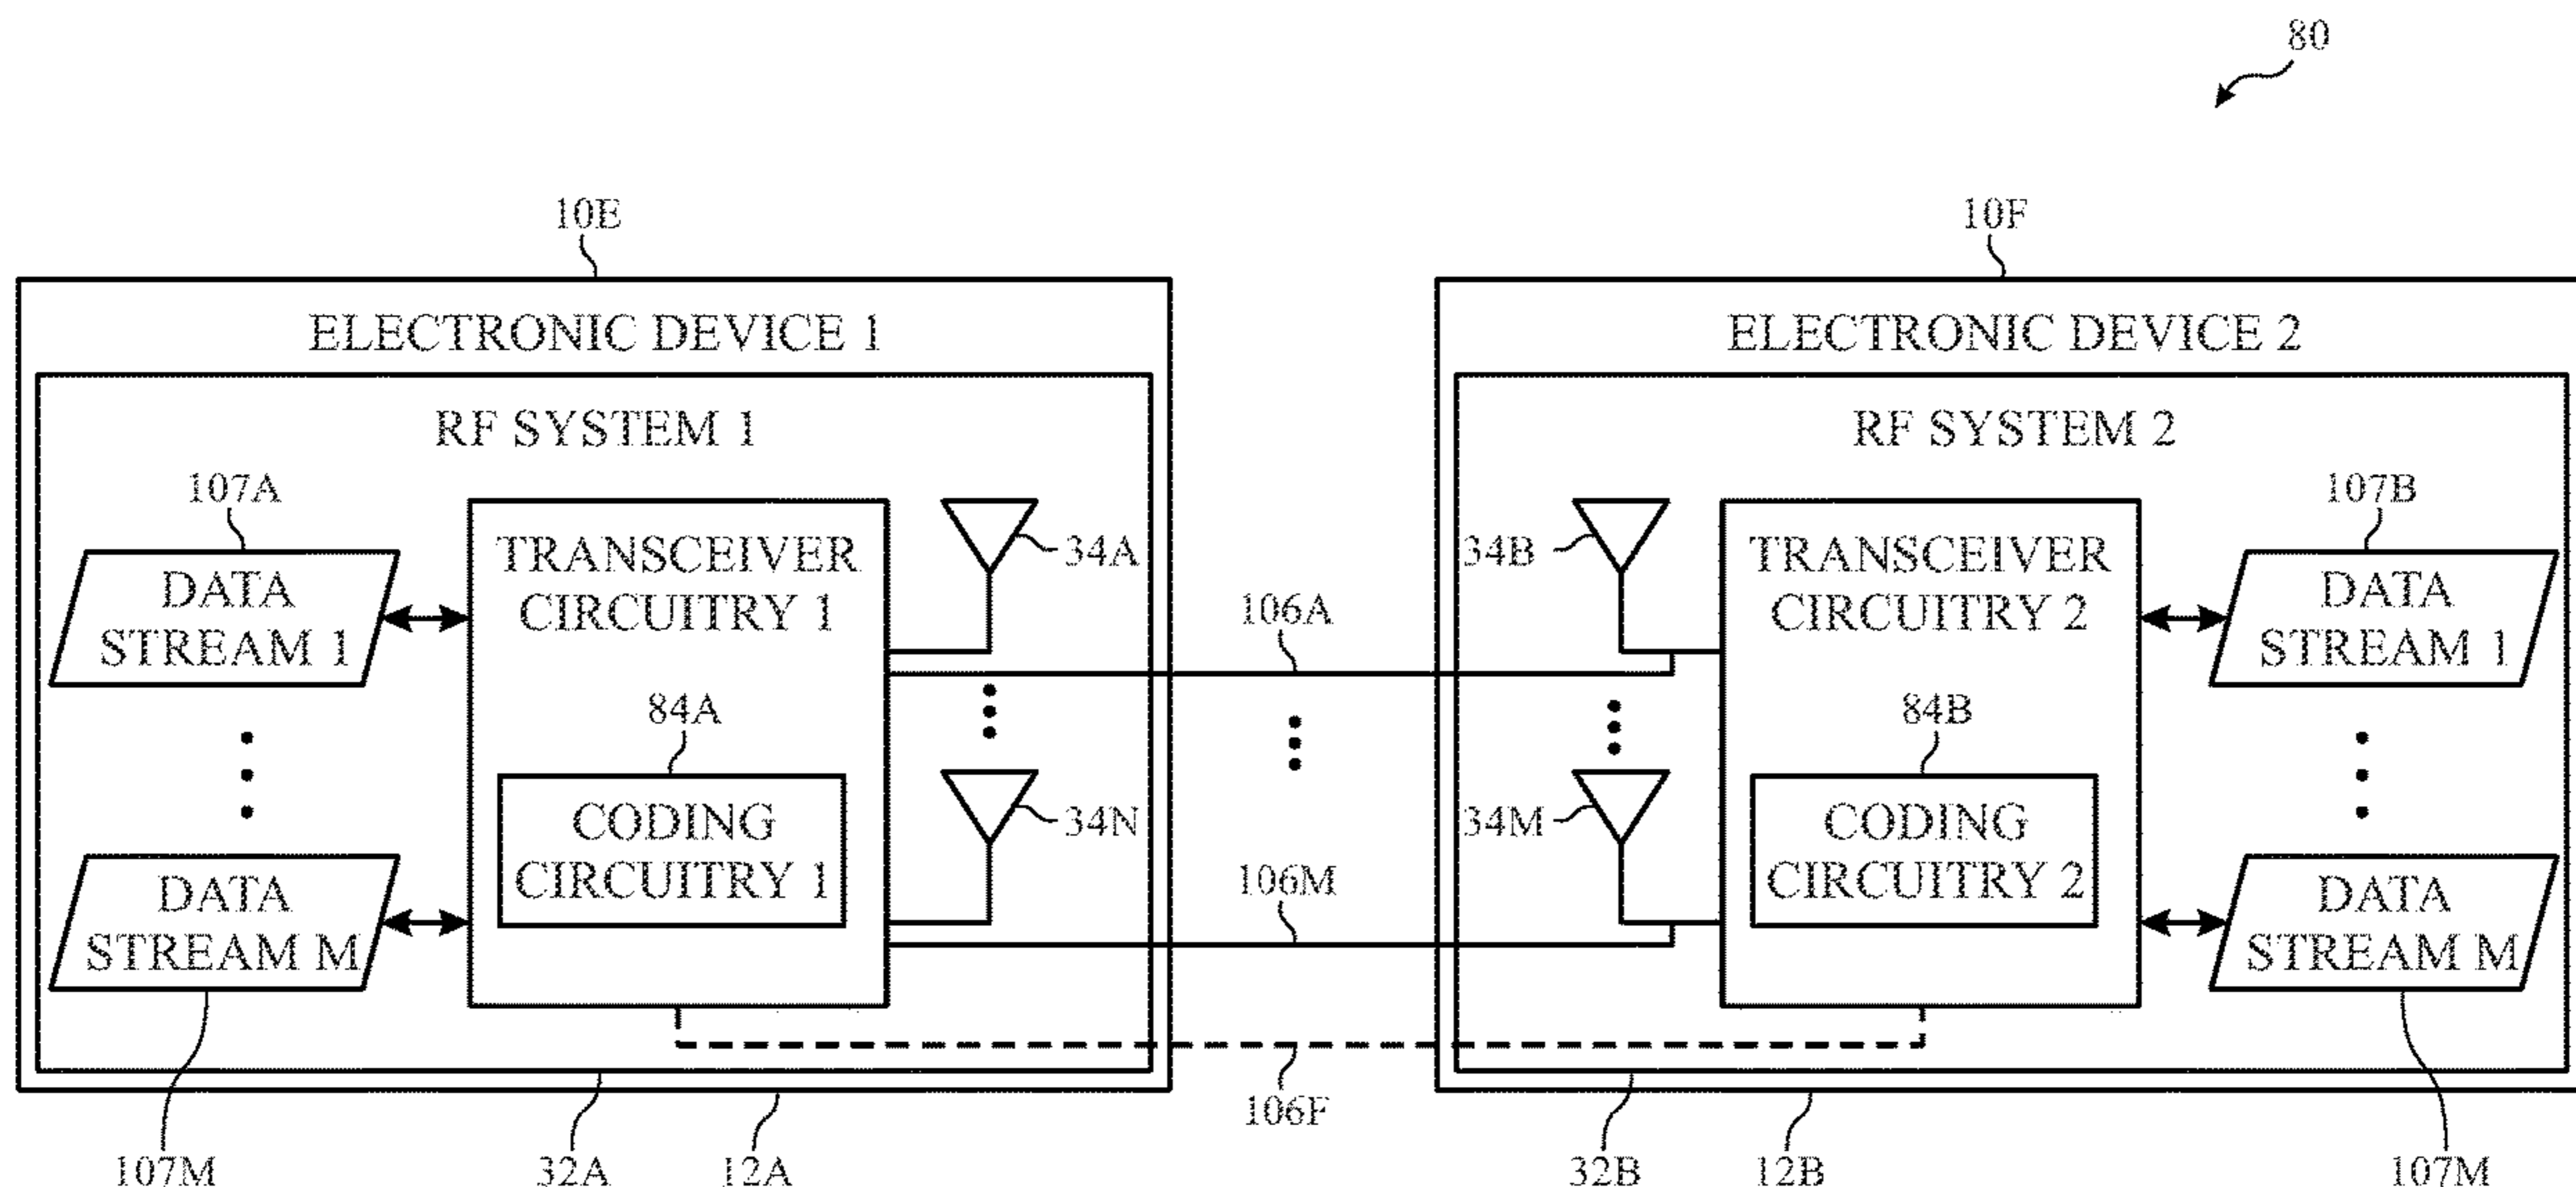 80
10E
10F
ELECTRONIC DEVICE 1
ELECTRONIC DEVICE 2
RF SYSTEM 1
RF SYSTEM 2
107A
107B
34A
34B
TRANSCEIVER
CIRCUITRY 1
TRANSCEIVER
CIRCUITRY 2
DATA
STREAM 1
DATA
STREAM 1
106A
84A
84B
34N
34M
CODING
CIRCUITRY 1
CODING
CIRCUITRY 2
106M
DATA
STREAM M
DATA
STREAM M
106F
107M
32A
12A
32B
12B
107M